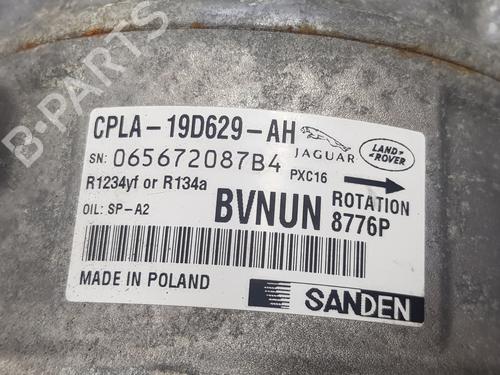 B-PARTS
CPLA-19D629-AH
JAGUAR
LAND ROVER
SN: 065672087B4
PXC16
R1234yf or R134a
ROTATION
OIL: SP-A2
BVNUN
8776P
MADE IN POLAND
SANDEN